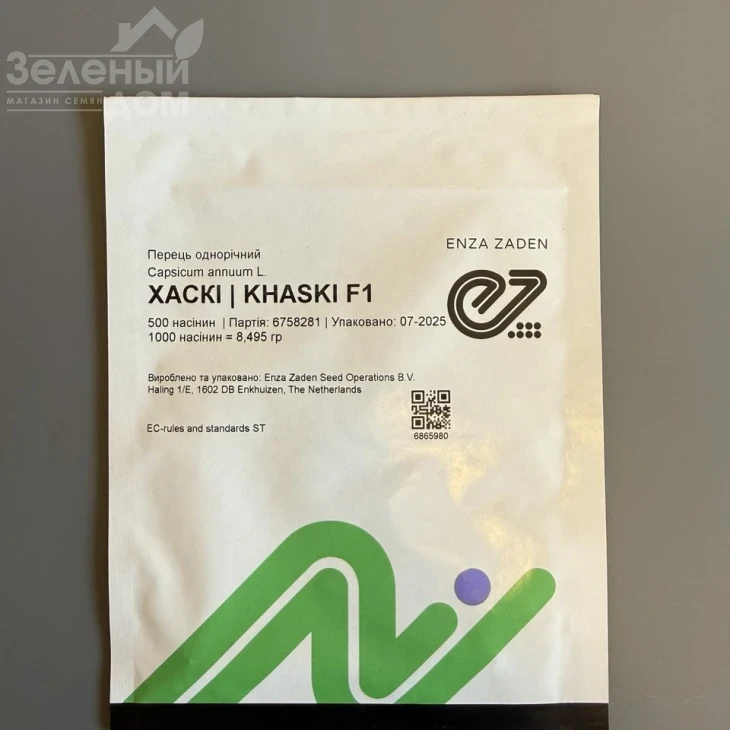 Зеленый
МАГАЗИН СЕМЯН
ДОМ
ENZA ZADEN
Перець однорічний
Capsicum annuum L.
ХАСКІ | KHASKI F1
500 насінин | Партія: 6758281 | Упаковано: 07-2025
1000 насінин = 8,495 гр
Вироблено та упаковано: Enza Zaden Seed Operations B.V.
Haling 1/E, 1602 DB Enkhuizen, The Netherlands
6865980
EC-rules and standards ST